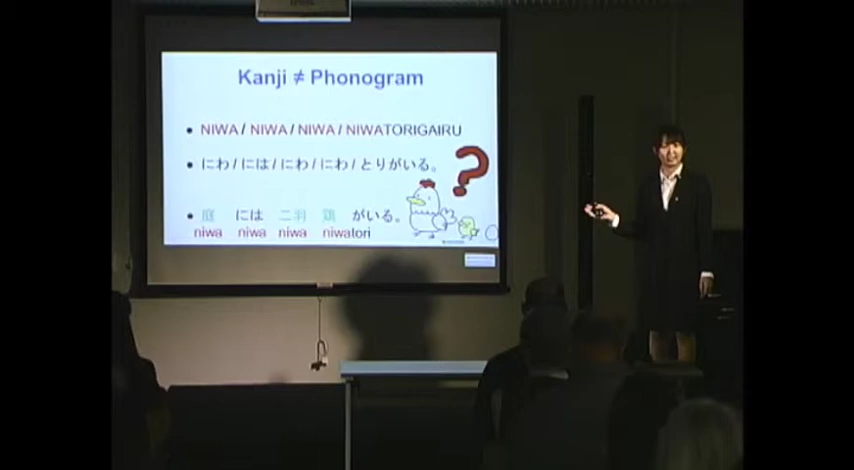 Kanji ≠ Phonogram
• NIWA / NIWA / NIWA / NIWATORIGAIRU
• にわ / には / にわ / にわ / とりがいる。
• 庭 には 二羽 鶏 がいる。
niwa niwa niwa niwatori
?